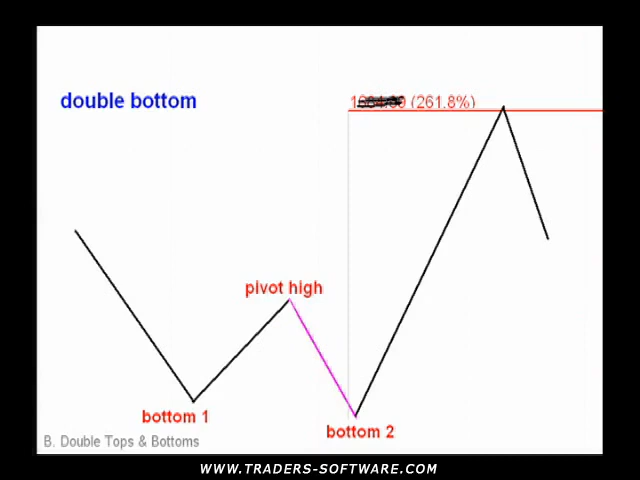 double bottom
(261.8%)
pivot high
bottom 1
bottom 2
B. Double Tops & Bottoms
WWW.TRADERS-SOFTWARE.COM